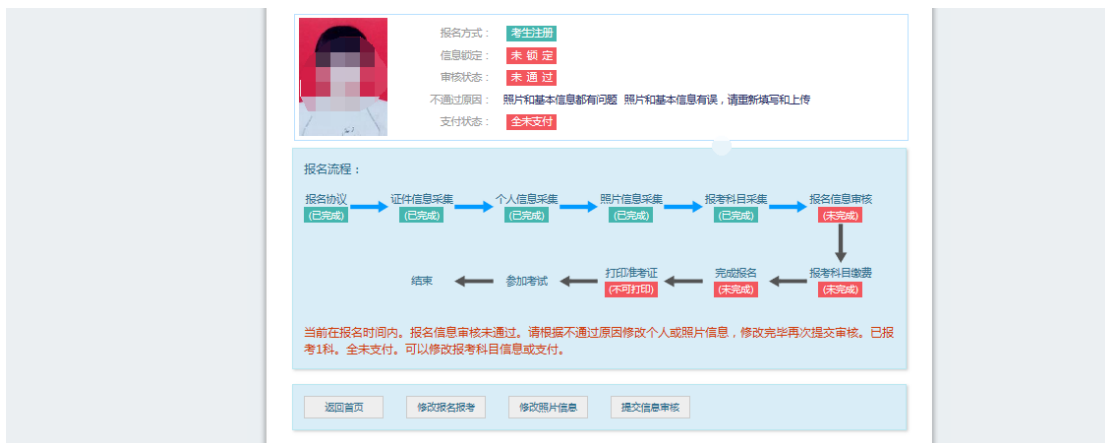 报名方式： 考生注册
信息锁定： 未 锁 定
审核状态： 未 通 过
不通过原因： 照片和基本信息都有问题 照片和基本信息有误，请重新填写和上传
支付状态： 全未支付
报名流程：
报名协议 证件信息采集 个人信息采集 照片信息采集 报考科目采集 报名信息审核
(已完成) (已完成) (已完成) (已完成) (已完成) (未完成)
结束 参加考试 打印准考证 完成报名 报考科目缴费
(不可打印) (未完成) (未完成)
当前在报名时间内。报名信息审核未通过。请根据不通过原因修改个人或照片信息，修改完毕再次提交审核。已报
考1科。全未支付。可以修改报考科目信息或支付。
返回首页 修改报名报考 修改照片信息 提交信息审核